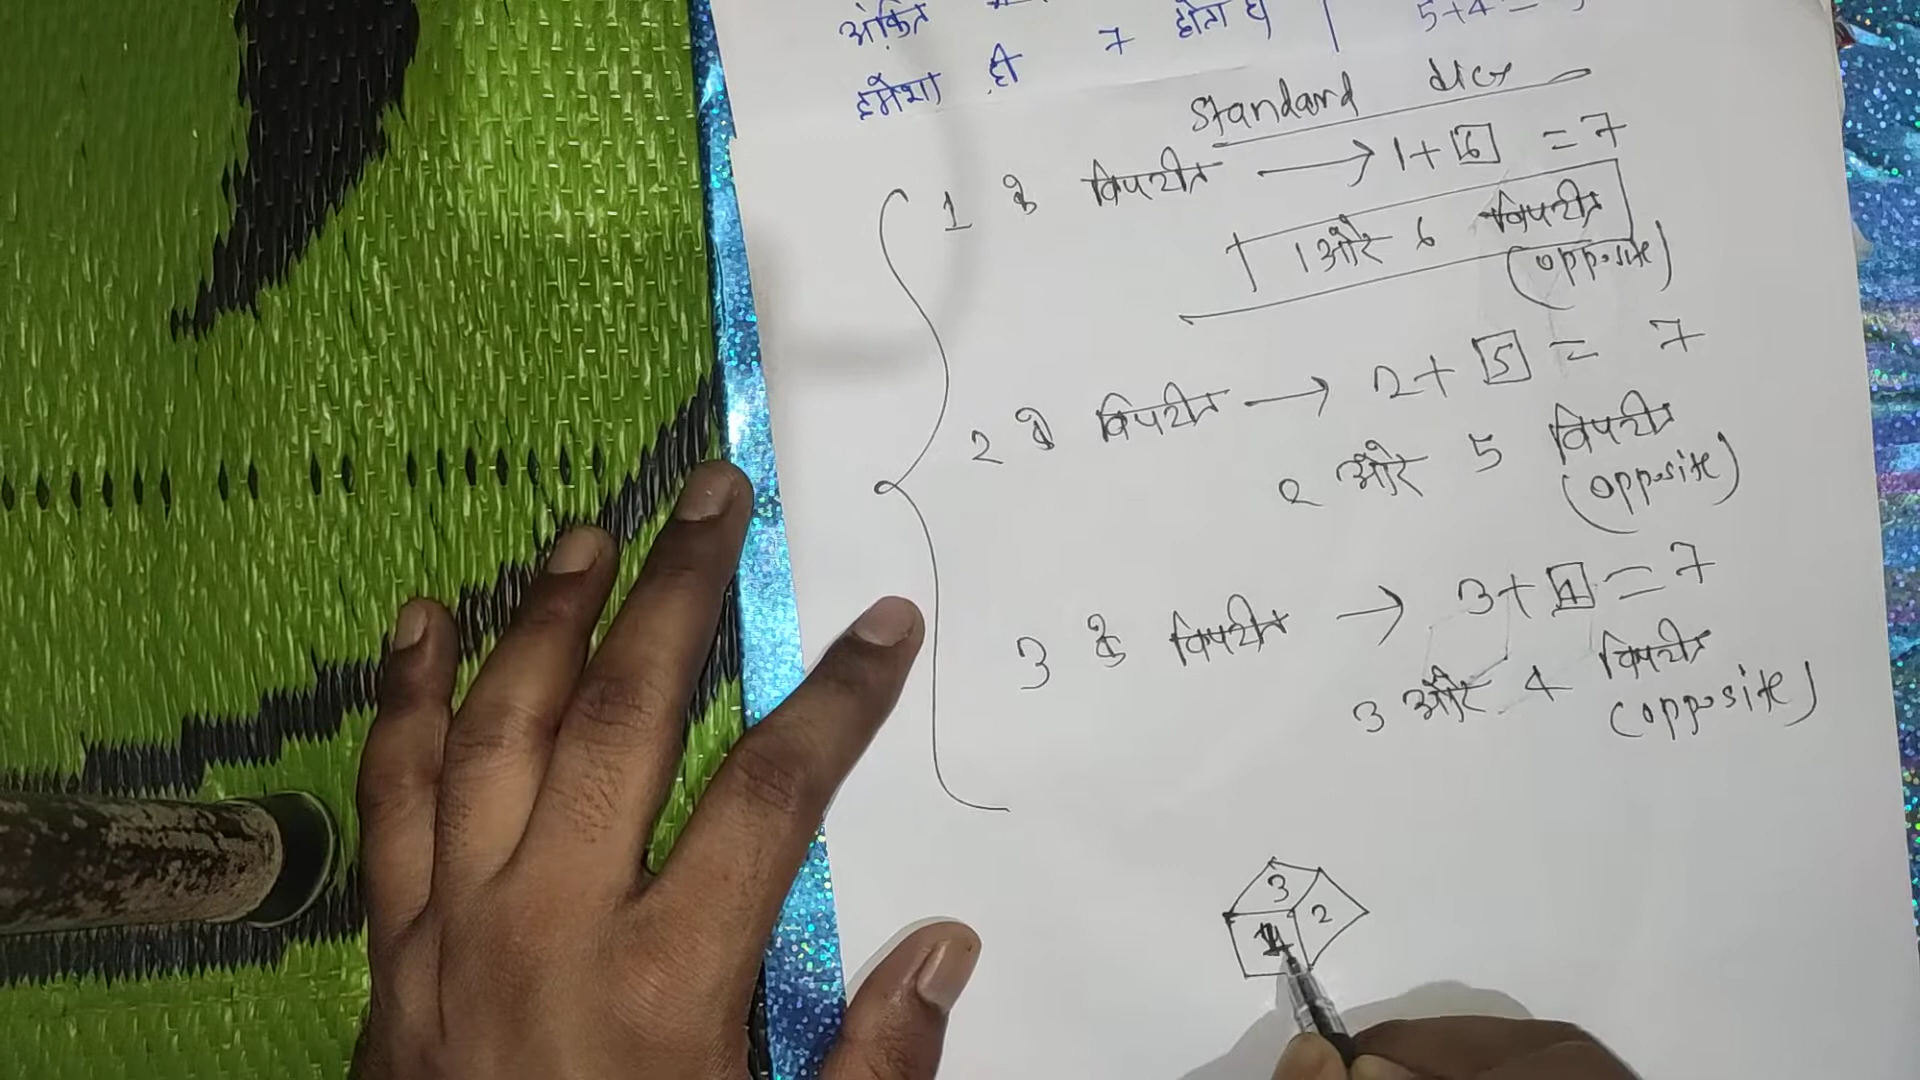 अंकित
हमेशा ही 7 होता है
5+4=
Standard dice
1 के विपरीत → 1+6 =7
1 और 6 विपरीत
(opposite)
2 के विपरीत → 2+5 = 7
2 और 5 विपरीत
(opposite)
3 के विपरीत → 3+4=7
3 और 4 विपरीत
(opposite)
3
2